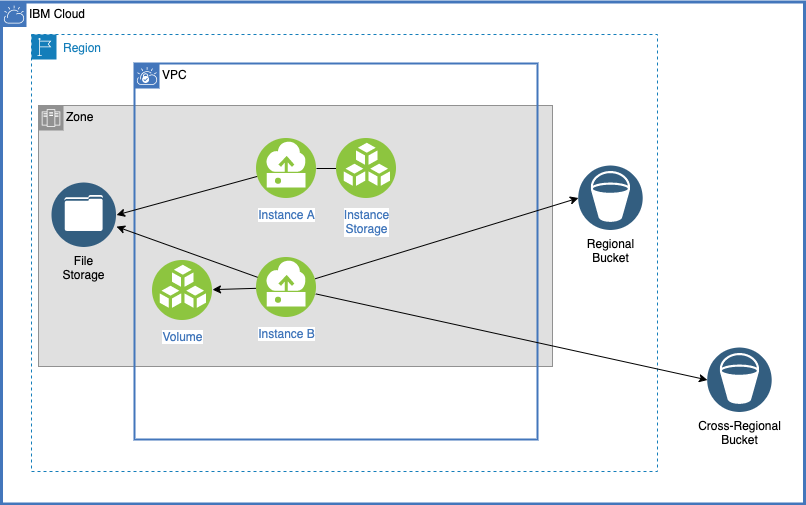 IBM Cloud
Region
VPC
Zone
Instance A
Instance
Storage
File
Storage
Regional
Bucket
Volume
Instance B
Cross-Regional
Bucket